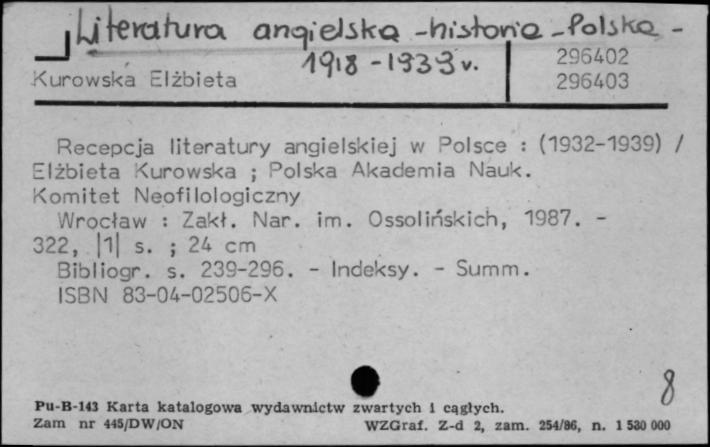 Literatura angielska - historia - Polska -
1918 - 1939 r.
296402
Kurowska Elżbieta
296403
Recepcja literatury angielskiej w Polsce : (1932-1939) /
Elżbieta Kurowska ; Polska Akademia Nauk.
Komitet Neofilologiczny
Wrocław : Zakł. Nar. im. Ossolińskich, 1987. -
322, |1| s. ; 24 cm
Bibliogr. s. 239-296. - Indeksy. - Summ.
ISBN 83-04-02506-X
8
Pu-B-143 Karta katalogowa wydawnictw zwartych i ciągłych.
Zam nr 445/DW/ON WZGraf. Z-d 2, zam. 254/86, n. 1 530 000